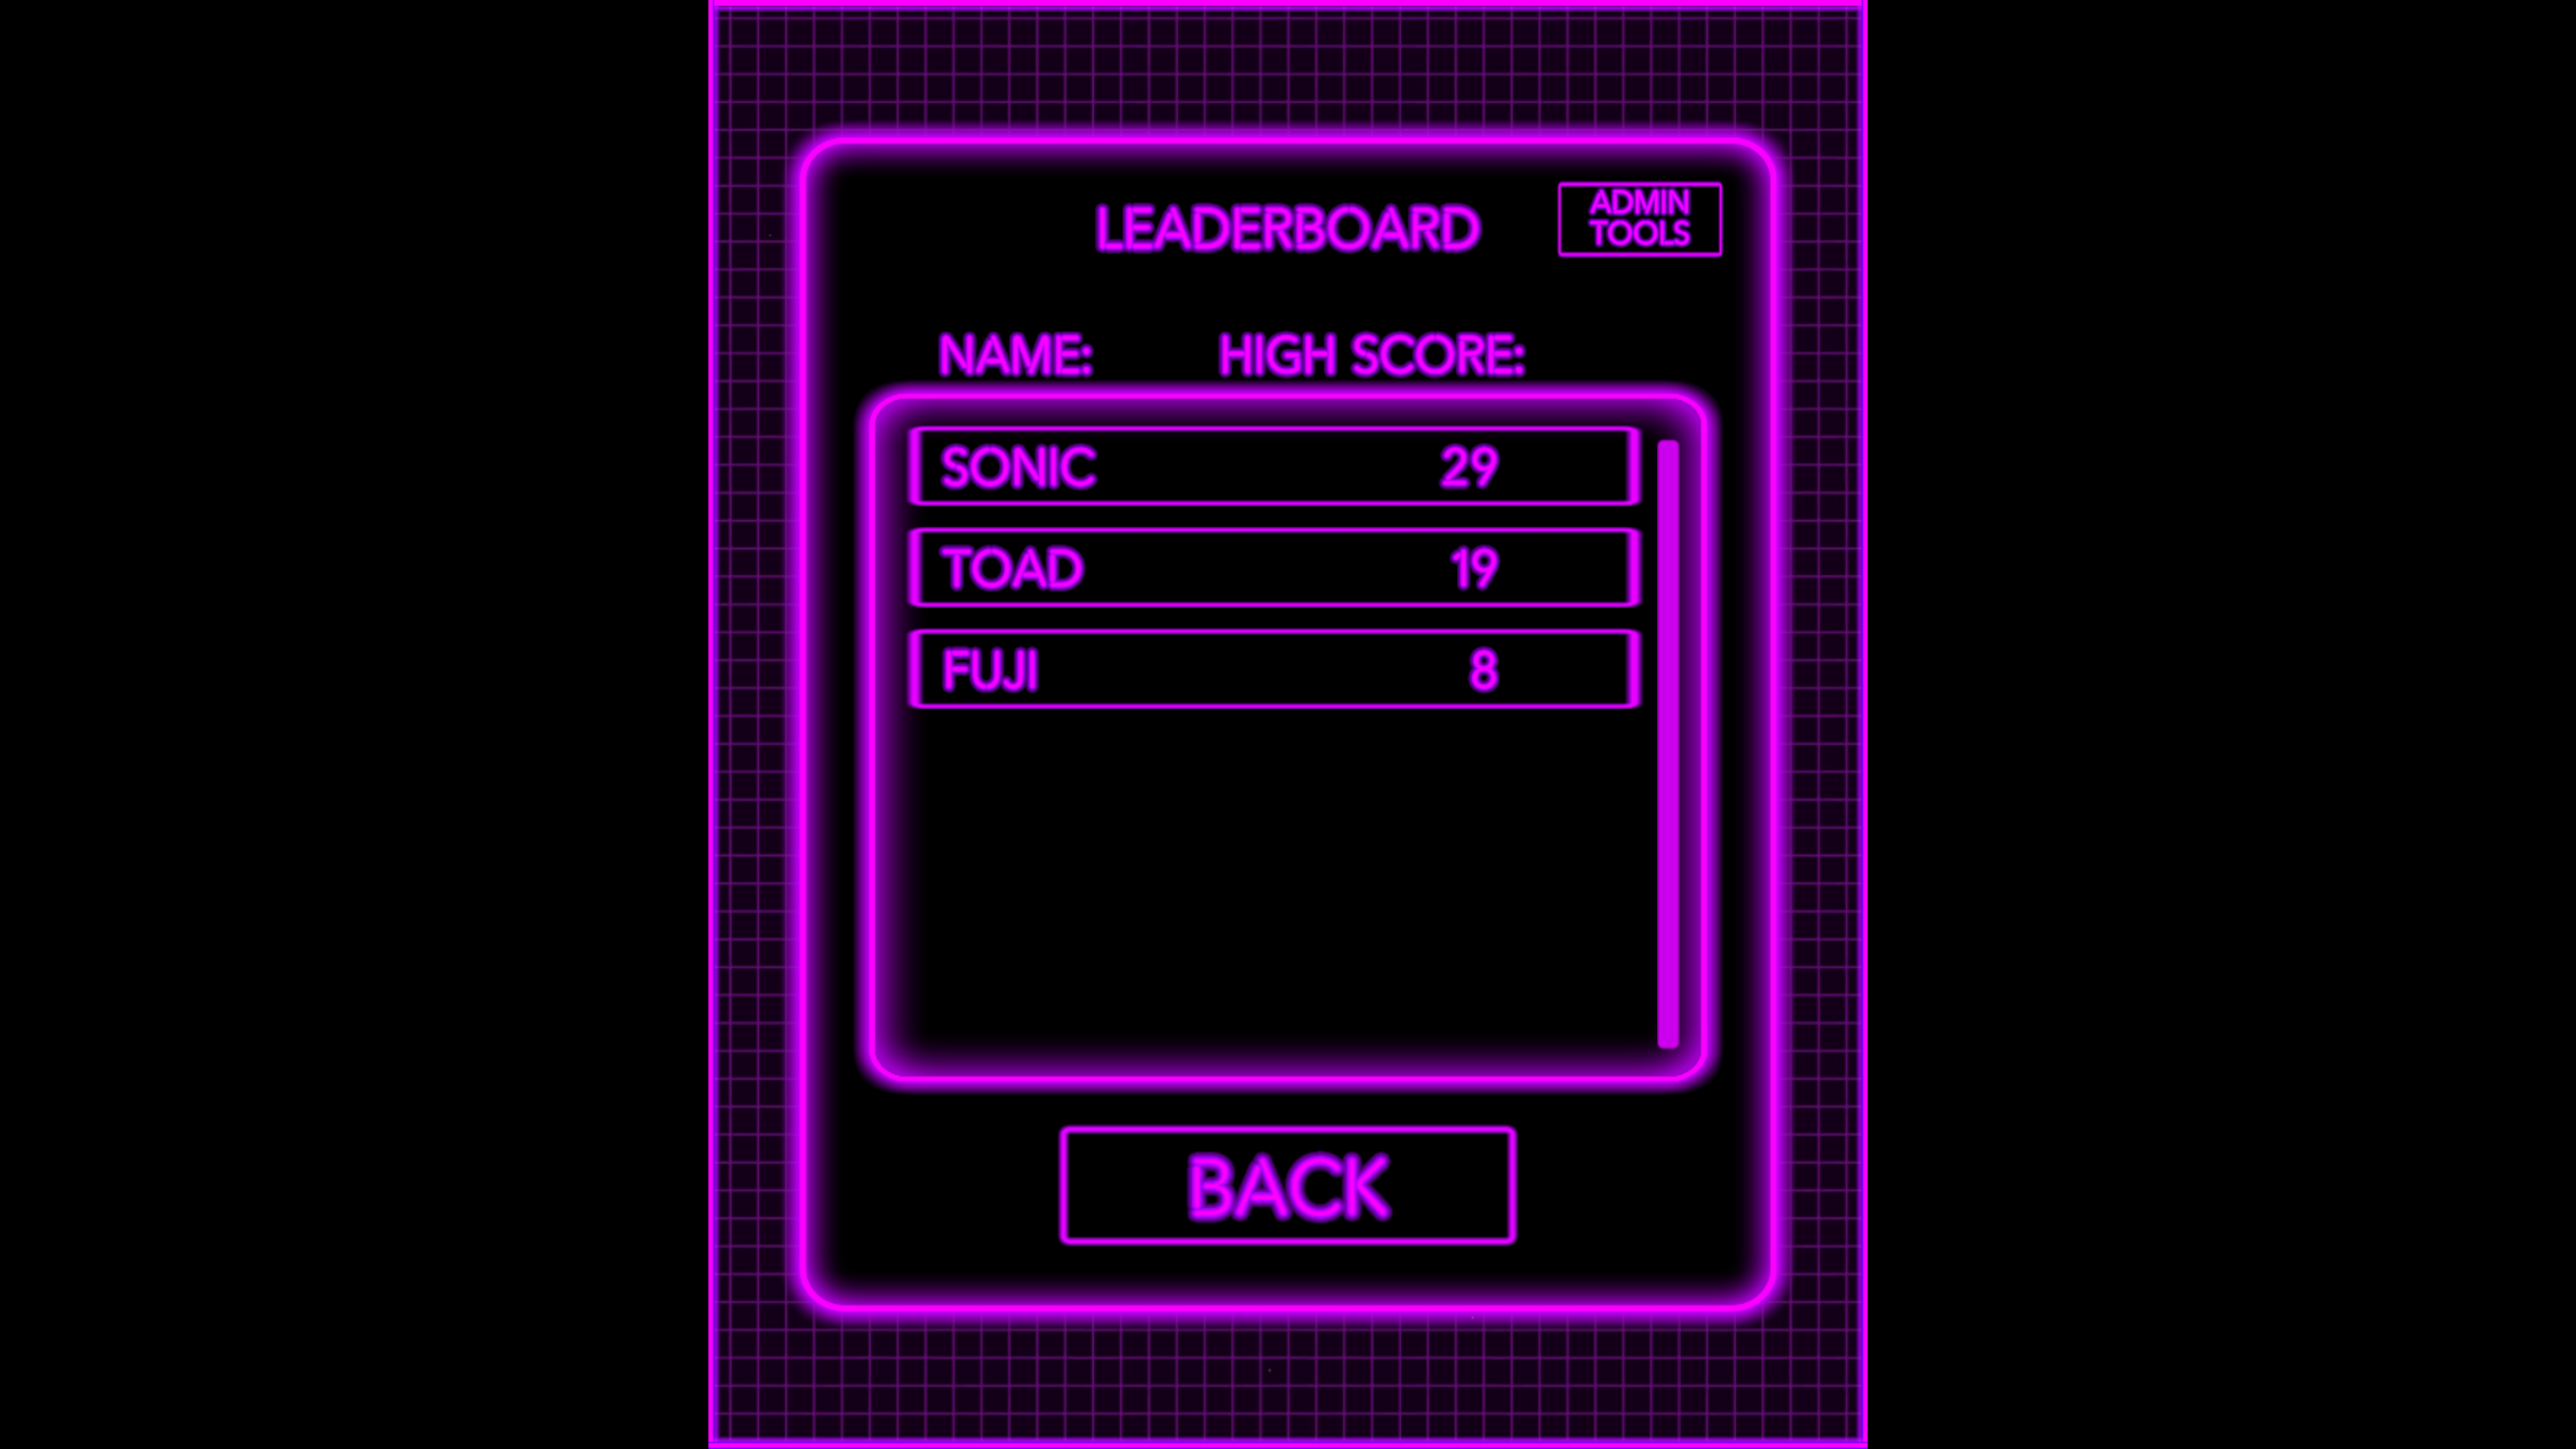 LEADERBOARD
ADMIN
TOOLS
NAME: HIGH SCORE:
SONIC 29
TOAD 19
FUJI 8
BACK